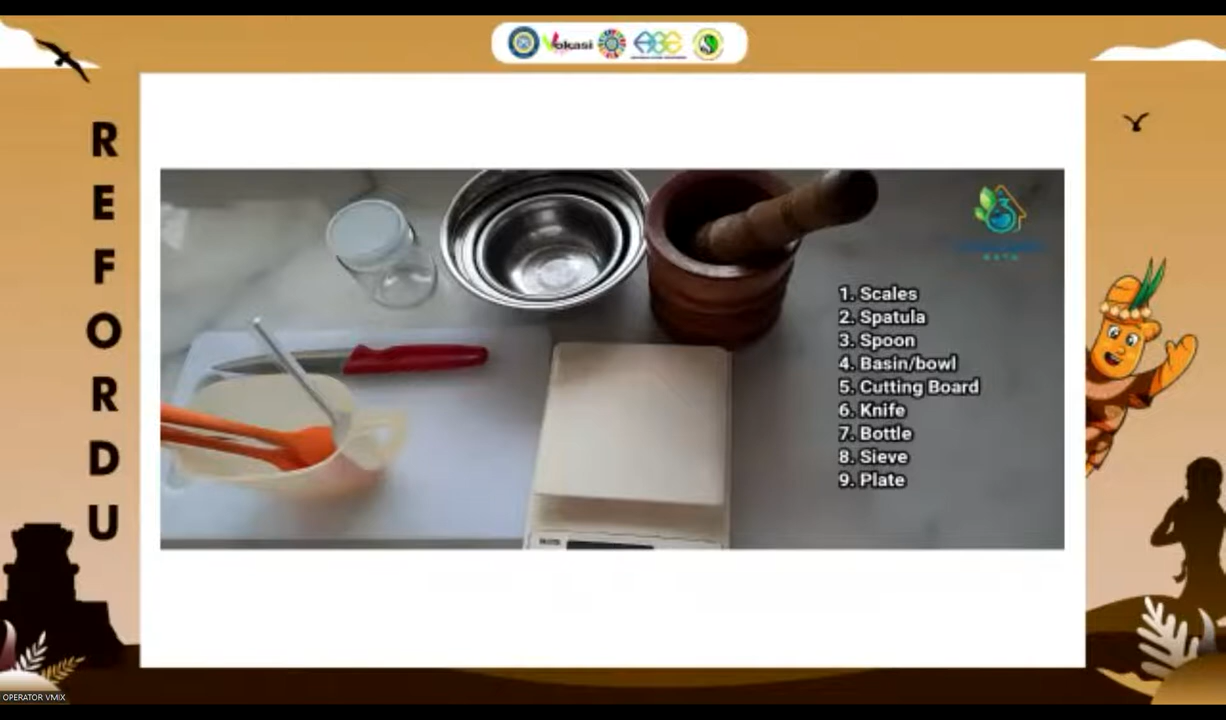 Vokasi
R
E
F
O
R
D
U
1. Scales
2. Spatula
3. Spoon
4. Basin/bowl
5. Cutting Board
6. Knife
7. Bottle
8. Sieve
9. Plate
OPERATOR VMIX